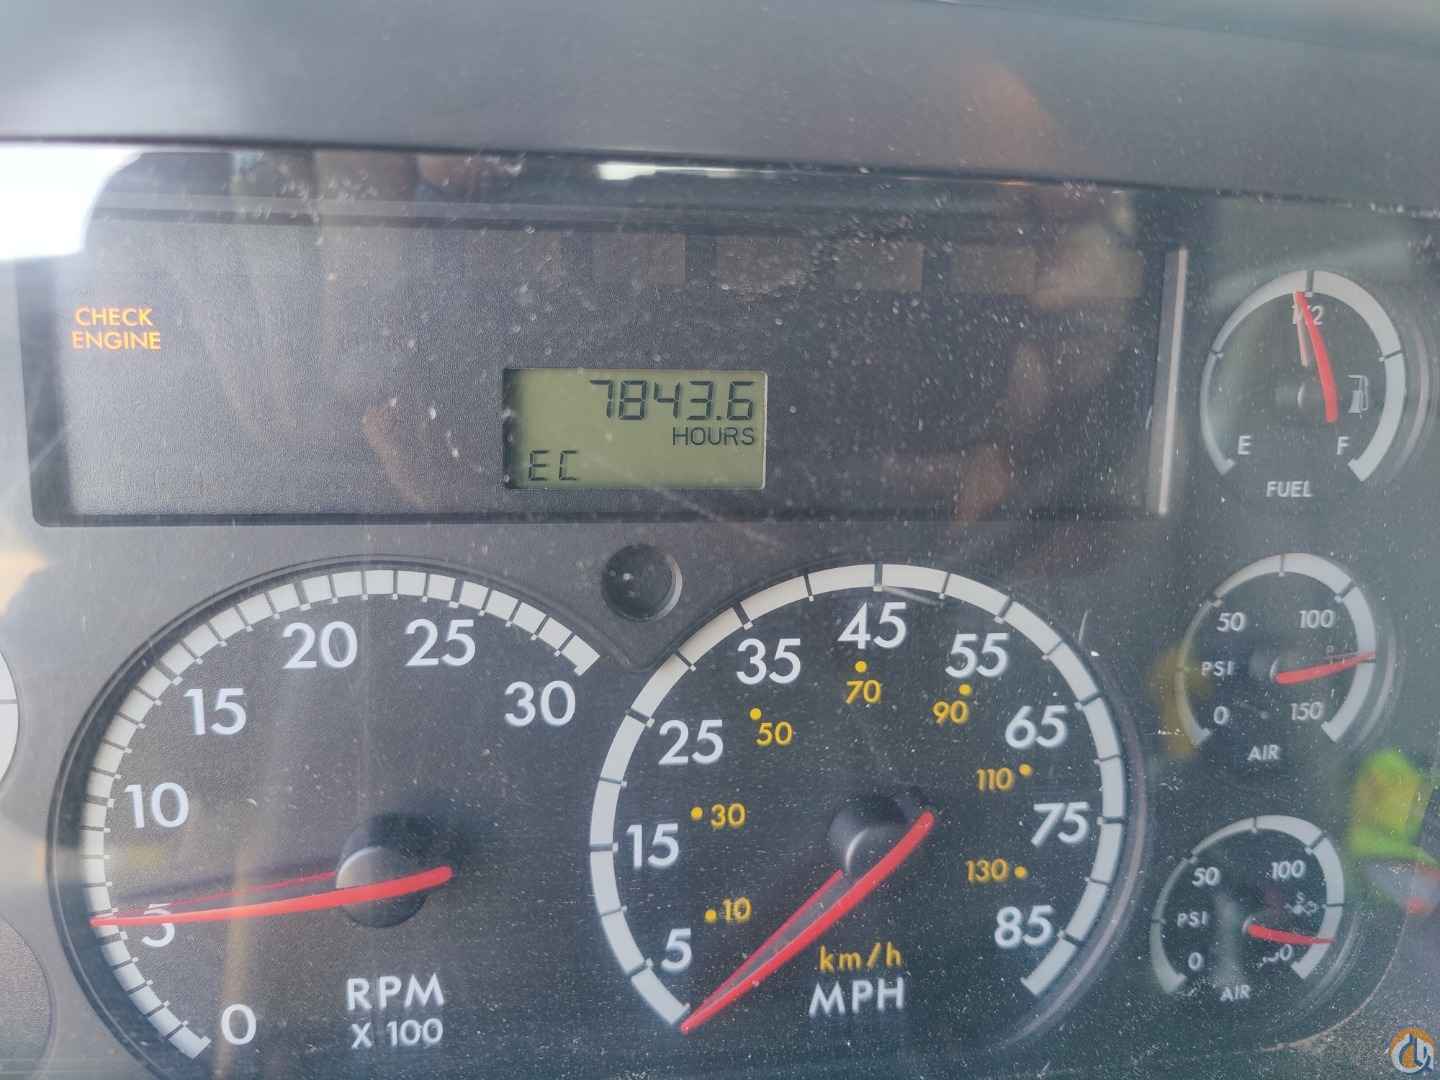 CHECK
ENGINE
7843.6
HOURS
EC
1/2
E F
FUEL
50 100
PSI
0 150
AIR
50 100
PSI
0
AIR
0 5 10 15 20 25 30
RPM
X 100
5 15 25 35 45 55 65 75 85
10 30 50 70 90 110 130
km/h
MPH